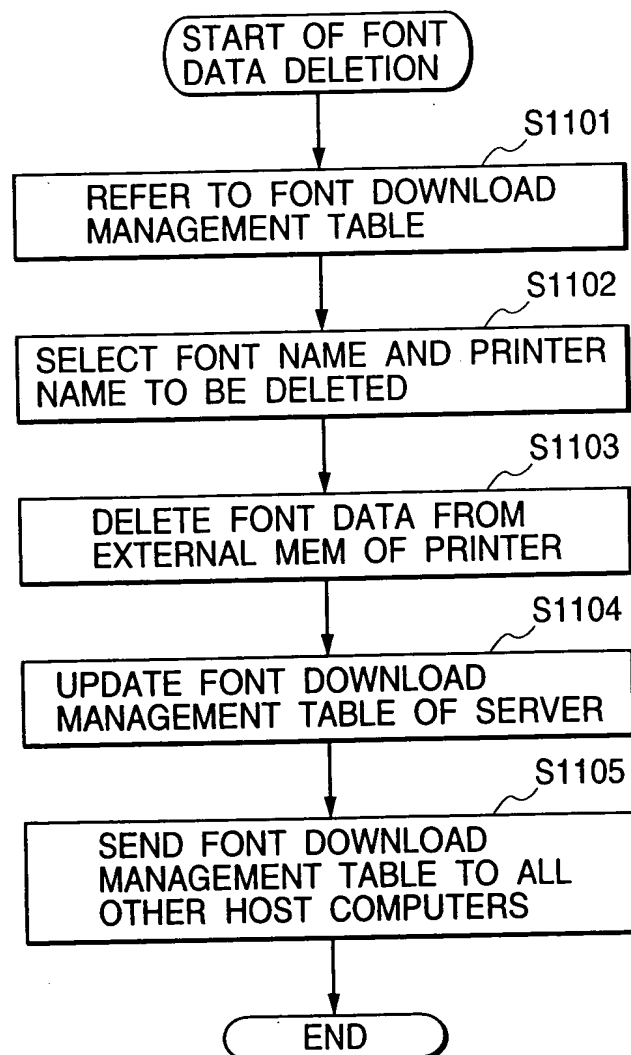 START OF FONT
DATA DELETION
S1101
REFER TO FONT DOWNLOAD
MANAGEMENT TABLE
S1102
SELECT FONT NAME AND PRINTER
NAME TO BE DELETED
S1103
DELETE FONT DATA FROM
EXTERNAL MEM OF PRINTER
S1104
UPDATE FONT DOWNLOAD
MANAGEMENT TABLE OF SERVER
S1105
SEND FONT DOWNLOAD
MANAGEMENT TABLE TO ALL
OTHER HOST COMPUTERS
END